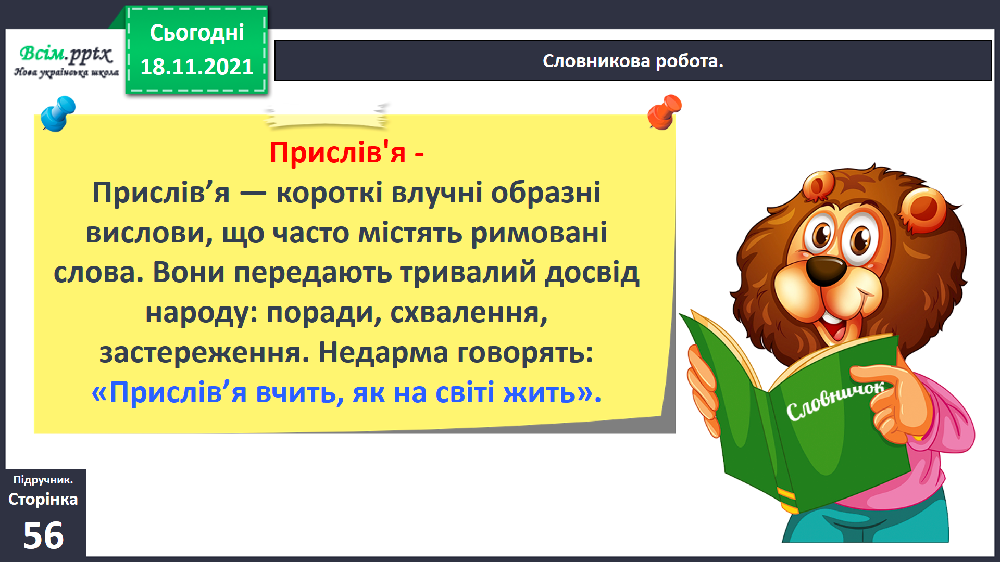 Сьогодні
18.11.2021
Всім.pptx
Нова українська школа
Словникова робота.
Прислів'я -
Прислів’я — короткі влучні образні
вислови, що часто містять римовані
слова. Вони передають тривалий досвід
народу: поради, схвалення,
застереження. Недарма говорять:
«Прислів’я вчить, як на світі жить».
Словничок
Підручник.
Сторінка
56